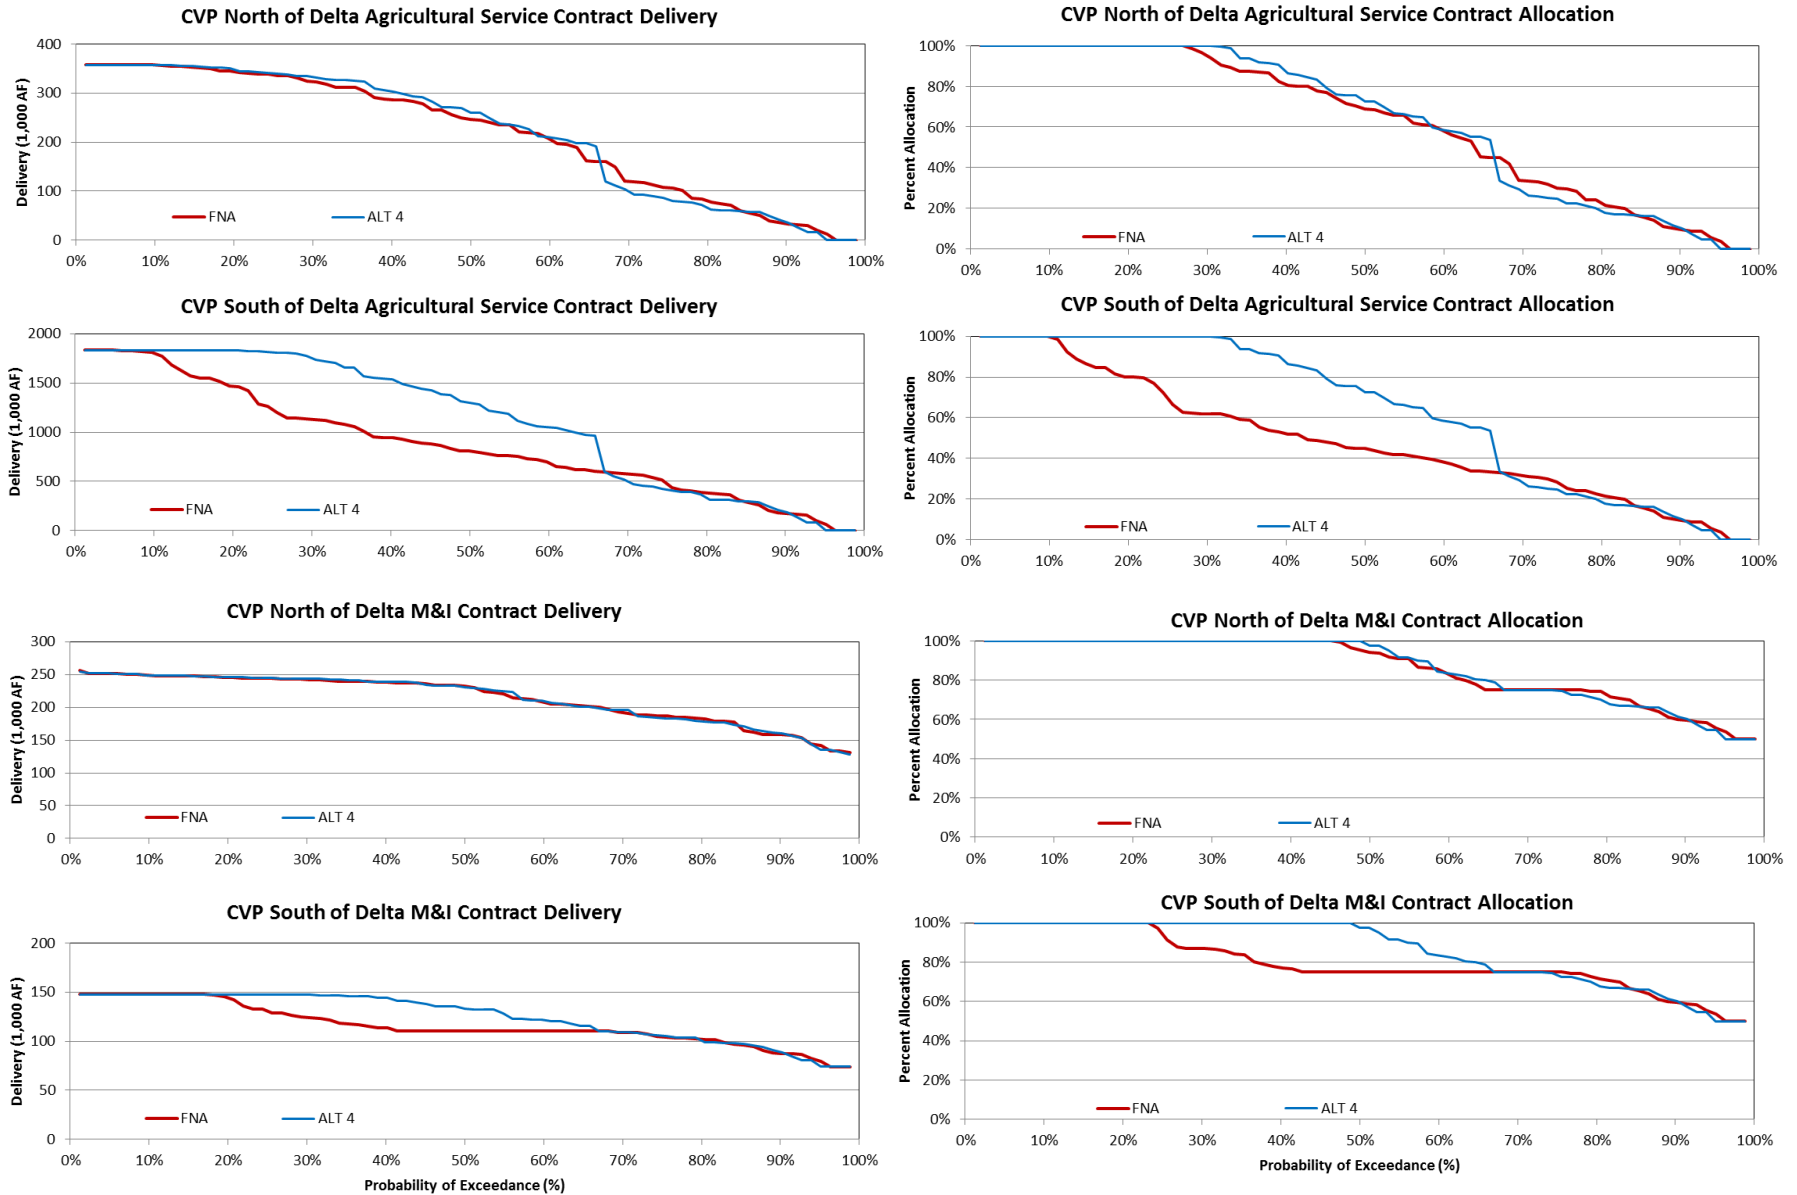 CVP North of Delta Agricultural Service Contract Delivery
Delivery (1,000 AF)
400
300
200
100
0
FNA
ALT 4
0% 10% 20% 30% 40% 50% 60% 70% 80% 90% 100%
CVP North of Delta Agricultural Service Contract Allocation
Percent Allocation
100%
80%
60%
40%
20%
0%
FNA
ALT 4
0% 10% 20% 30% 40% 50% 60% 70% 80% 90% 100%
CVP South of Delta Agricultural Service Contract Delivery
Delivery (1,000 AF)
2000
1500
1000
500
0
FNA
ALT 4
0% 10% 20% 30% 40% 50% 60% 70% 80% 90% 100%
CVP South of Delta Agricultural Service Contract Allocation
Percent Allocation
100%
80%
60%
40%
20%
0%
FNA
ALT 4
0% 10% 20% 30% 40% 50% 60% 70% 80% 90% 100%
CVP North of Delta M&I Contract Delivery
Delivery (1,000 AF)
300
250
200
150
100
50
0
FNA
ALT 4
0% 10% 20% 30% 40% 50% 60% 70% 80% 90% 100%
CVP North of Delta M&I Contract Allocation
Percent Allocation
100%
80%
60%
40%
20%
0%
FNA
ALT 4
0% 10% 20% 30% 40% 50% 60% 70% 80% 90% 100%
CVP South of Delta M&I Contract Delivery
Delivery (1,000 AF)
200
150
100
50
0
FNA
ALT 4
0% 10% 20% 30% 40% 50% 60% 70% 80% 90% 100%
Probability of Exceedance (%)
CVP South of Delta M&I Contract Allocation
Percent Allocation
100%
80%
60%
40%
20%
0%
FNA
ALT 4
0% 10% 20% 30% 40% 50% 60% 70% 80% 90% 100%
Probability of Exceedance (%)